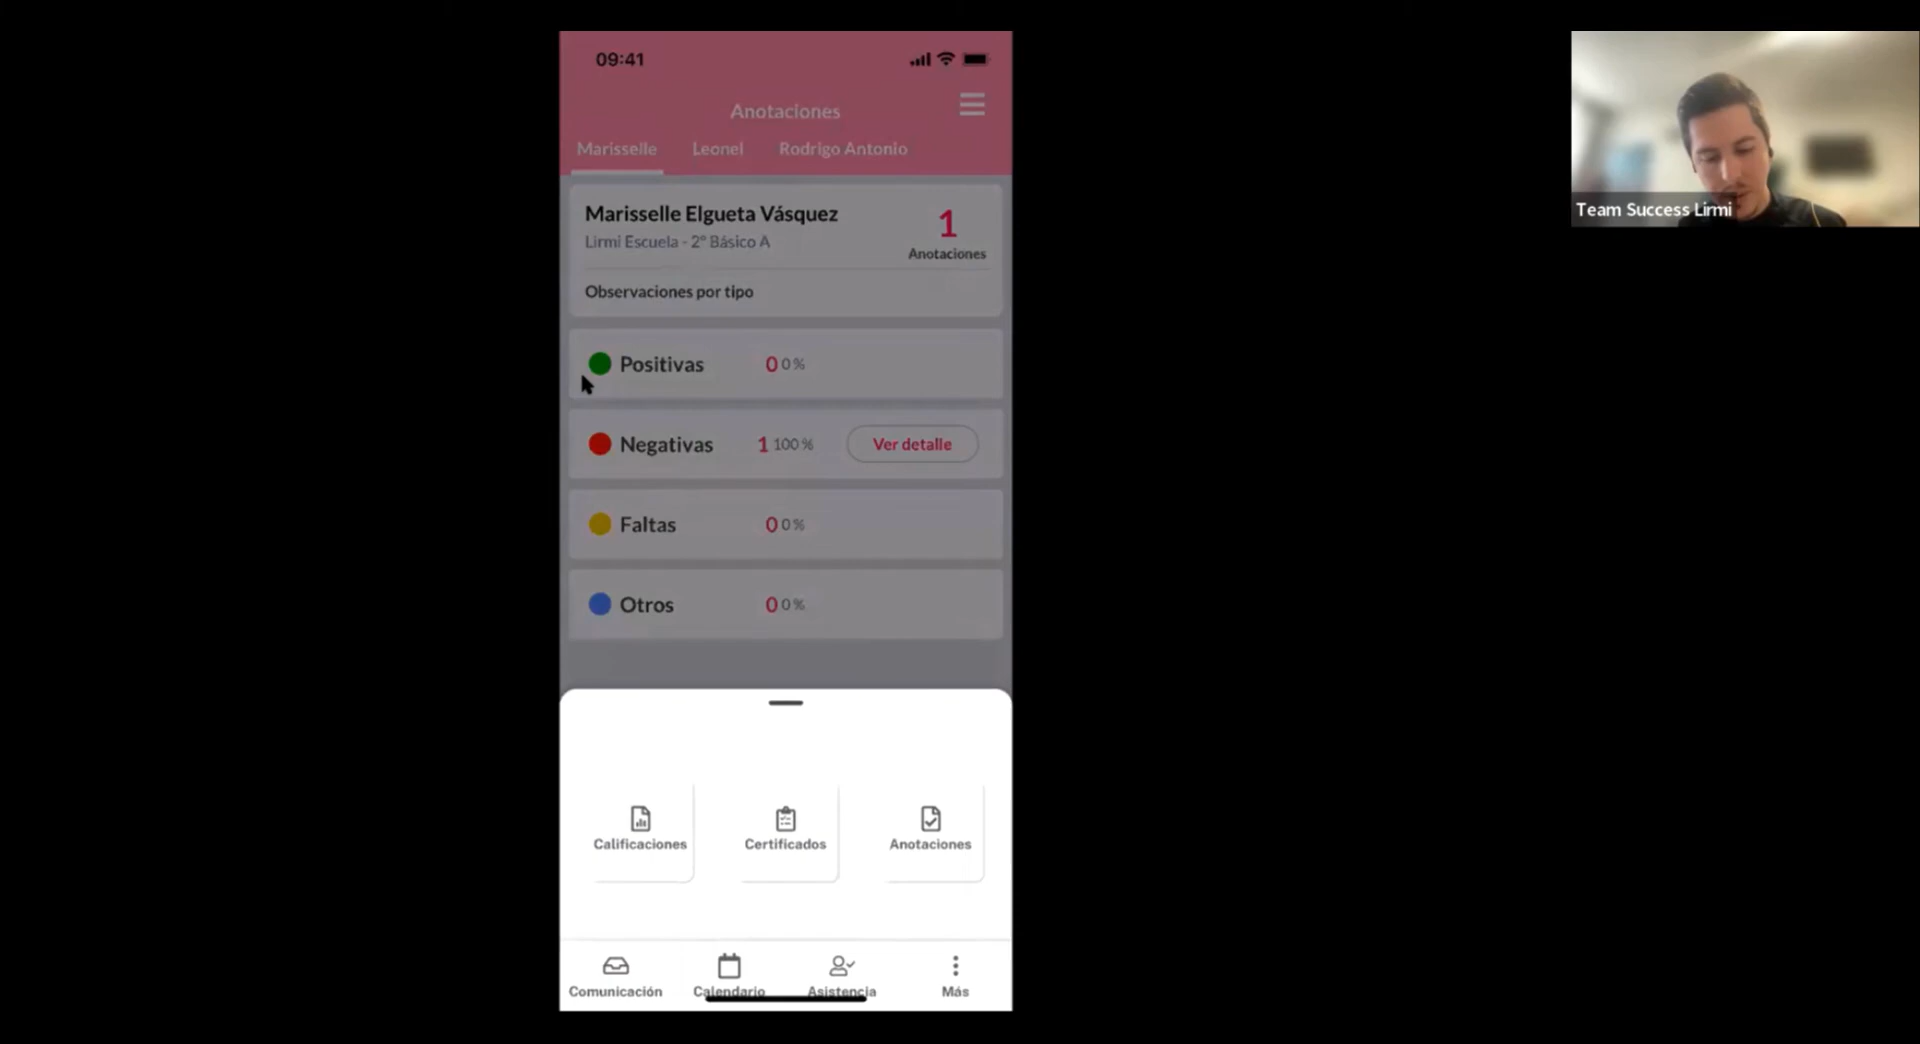 09:41
Anotaciones
Marisselle Leonel Rodrigo Antonio
Marisselle Elgueta Vásquez
1
Lirmi Escuela - 2º Básico A
Anotaciones
Observaciones por tipo
Positivas 0 0 %
Negativas 1 100 % Ver detalle
Faltas 0 0 %
Otros 0 0 %
Calificaciones Certificados Anotaciones
Comunicación Calendario Asistencia Más
Team Success Lirmi